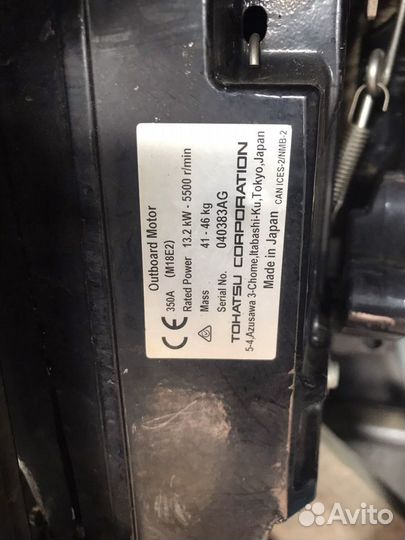 Outboard Motor
350A (M18E2)
Rated Power 13.2 kW - 5500 r/min
Mass 41 - 46 kg
Serial No. 040383AG
TOHATSU CORPORATION
5-4,Azusawa 3-Chome,Itabashi-Ku,Tokyo,Japan
Made in Japan
CAN ICES-2/NMB-2
CE
Avito